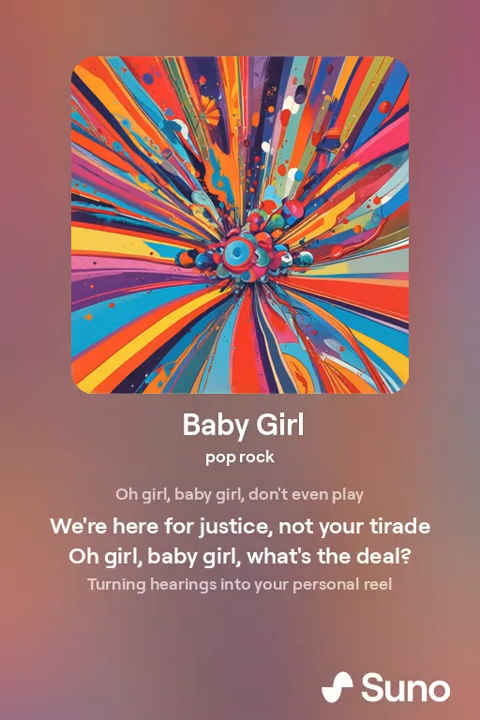 Baby Girl
pop rock
Oh girl, baby girl, don't even play
We're here for justice, not your tirade
Oh girl, baby girl, what's the deal?
Turning hearings into your personal reel
Suno